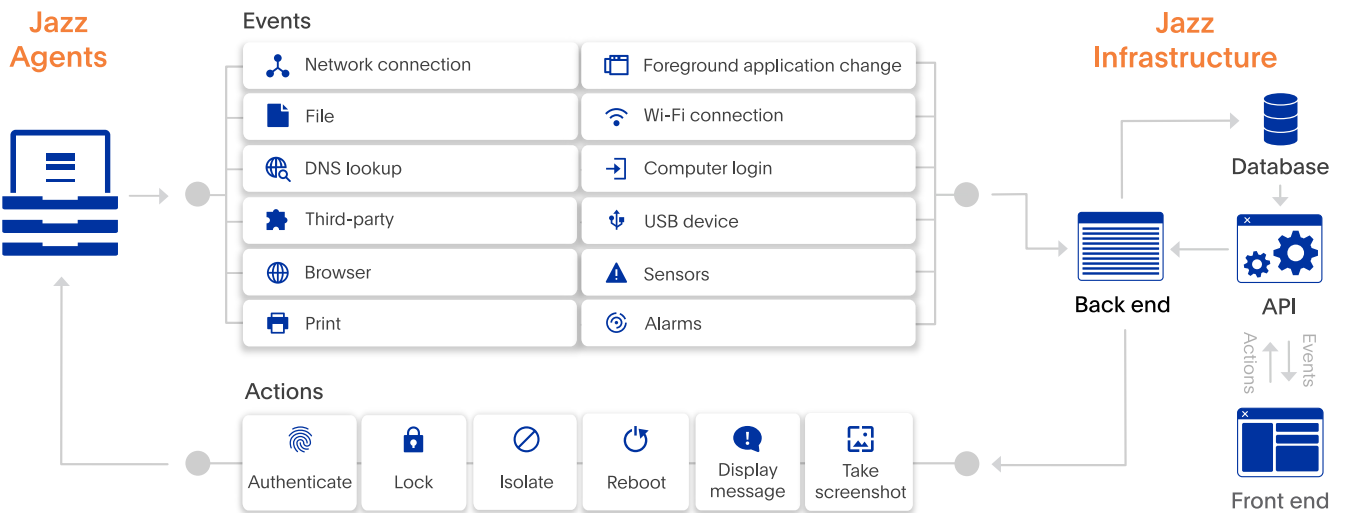 Jazz
Agents
Events
Jazz
Infrastructure
Network connection
Foreground application change
File
Wi-Fi connection
DNS lookup
Computer login
Third-party
USB device
Browser
Sensors
Print
Alarms
Database
Back end
API
Actions
Events
Front end
Actions
Authenticate
Lock
Isolate
Reboot
Display
message
Take
screenshot